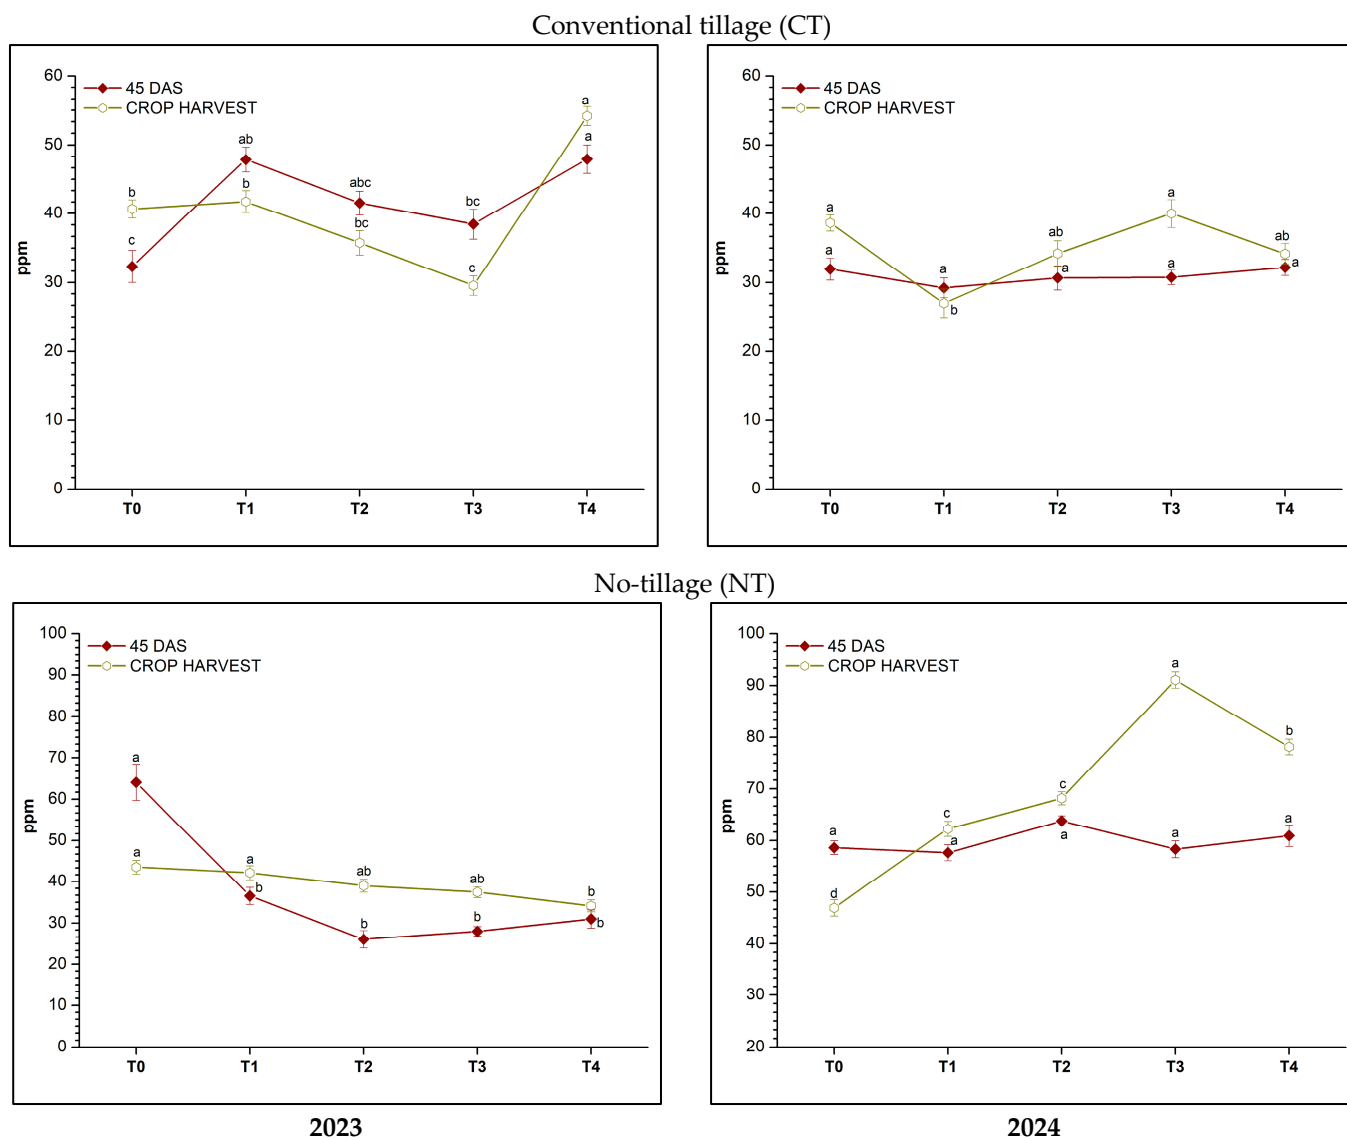 Conventional tillage (CT)
60
50
40
30
20
10
0
ppm
45 DAS
CROP HARVEST
b
c
ab
b
abc
bc
bc
c
a
a
T0
T1
T2
T3
T4
60
50
40
30
20
10
0
ppm
45 DAS
CROP HARVEST
a
a
a
b
ab
a
a
a
ab
a
T0
T1
T2
T3
T4
No-tillage (NT)
100
90
80
70
60
50
40
30
20
10
0
ppm
45 DAS
CROP HARVEST
a
a
a
b
ab
b
ab
b
b
b
T0
T1
T2
T3
T4
2023
100
90
80
70
60
50
40
30
20
ppm
45 DAS
CROP HARVEST
a
d
c
a
c
a
a
a
b
a
T0
T1
T2
T3
T4
2024